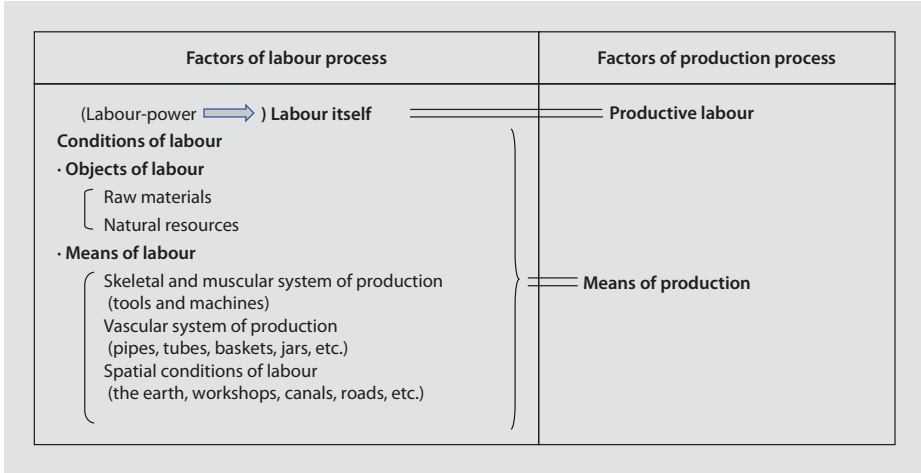 Factors of labour process
Factors of production process
(Labour-power ) Labour itself
Productive labour
Conditions of labour
· Objects of labour
Raw materials
Natural resources
· Means of labour
Skeletal and muscular system of production
(tools and machines)
Means of production
Vascular system of production
(pipes, tubes, baskets, jars, etc.)
Spatial conditions of labour
(the earth, workshops, canals, roads, etc.)